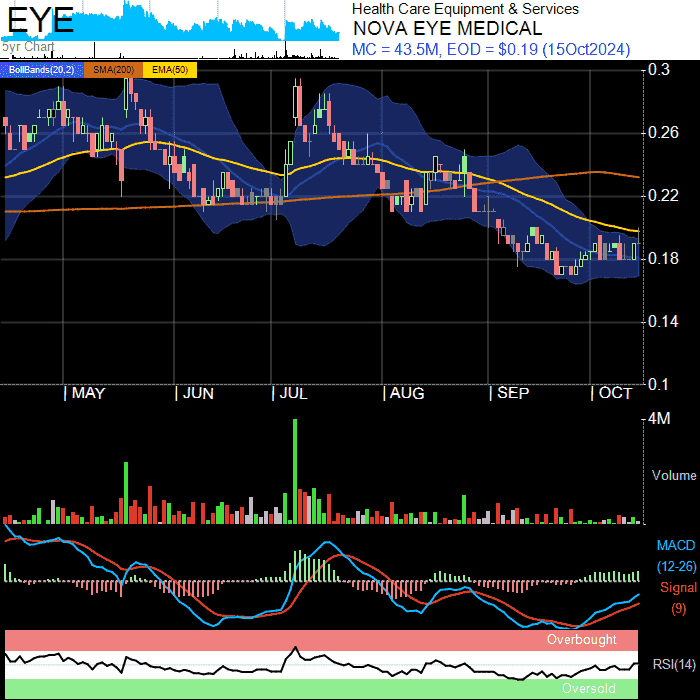 EYE
5yr Chart
Health Care Equipment & Services
NOVA EYE MEDICAL
MC = 43.5M, EOD = $0.19 (15Oct2024)
BollBands(20,2) SMA(200) EMA(50)
0.3
0.26
0.22
0.18
0.14
0.1
| MAY | JUN | JUL | AUG | SEP | OCT
4M
Volume
MACD
(12-26)
Signal
(9)
Overbought
RSI(14)
Oversold